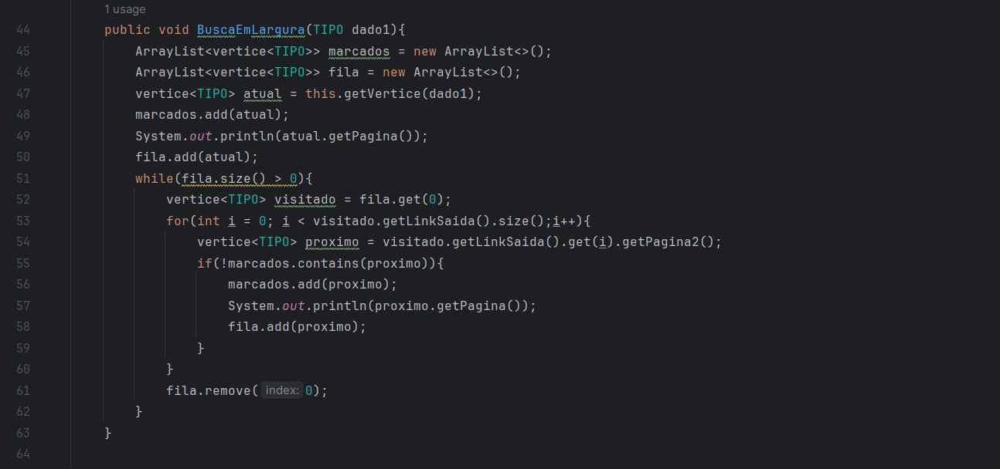 1 usage
44 public void BuscaEmLargura(TIPO dado1){
45 ArrayList<vertice<TIPO>> marcados = new ArrayList<>();
46 ArrayList<vertice<TIPO>> fila = new ArrayList<>();
47 vertice<TIPO> atual = this.getVertice(dado1);
48 marcados.add(atual);
49 System.out.println(atual.getPagina());
50 fila.add(atual);
51 while(fila.size() > 0){
52 vertice<TIPO> visitado = fila.get(0);
53 for(int i = 0; i < visitado.getLinkSaida().size();i++){
54 vertice<TIPO> proximo = visitado.getLinkSaida().get(i).getPagina2();
55 if(!marcados.contains(proximo)){
56 marcados.add(proximo);
57 System.out.println(proximo.getPagina());
58 fila.add(proximo);
59 }
60 }
61 fila.remove( index: 0);
62 }
63 }
64